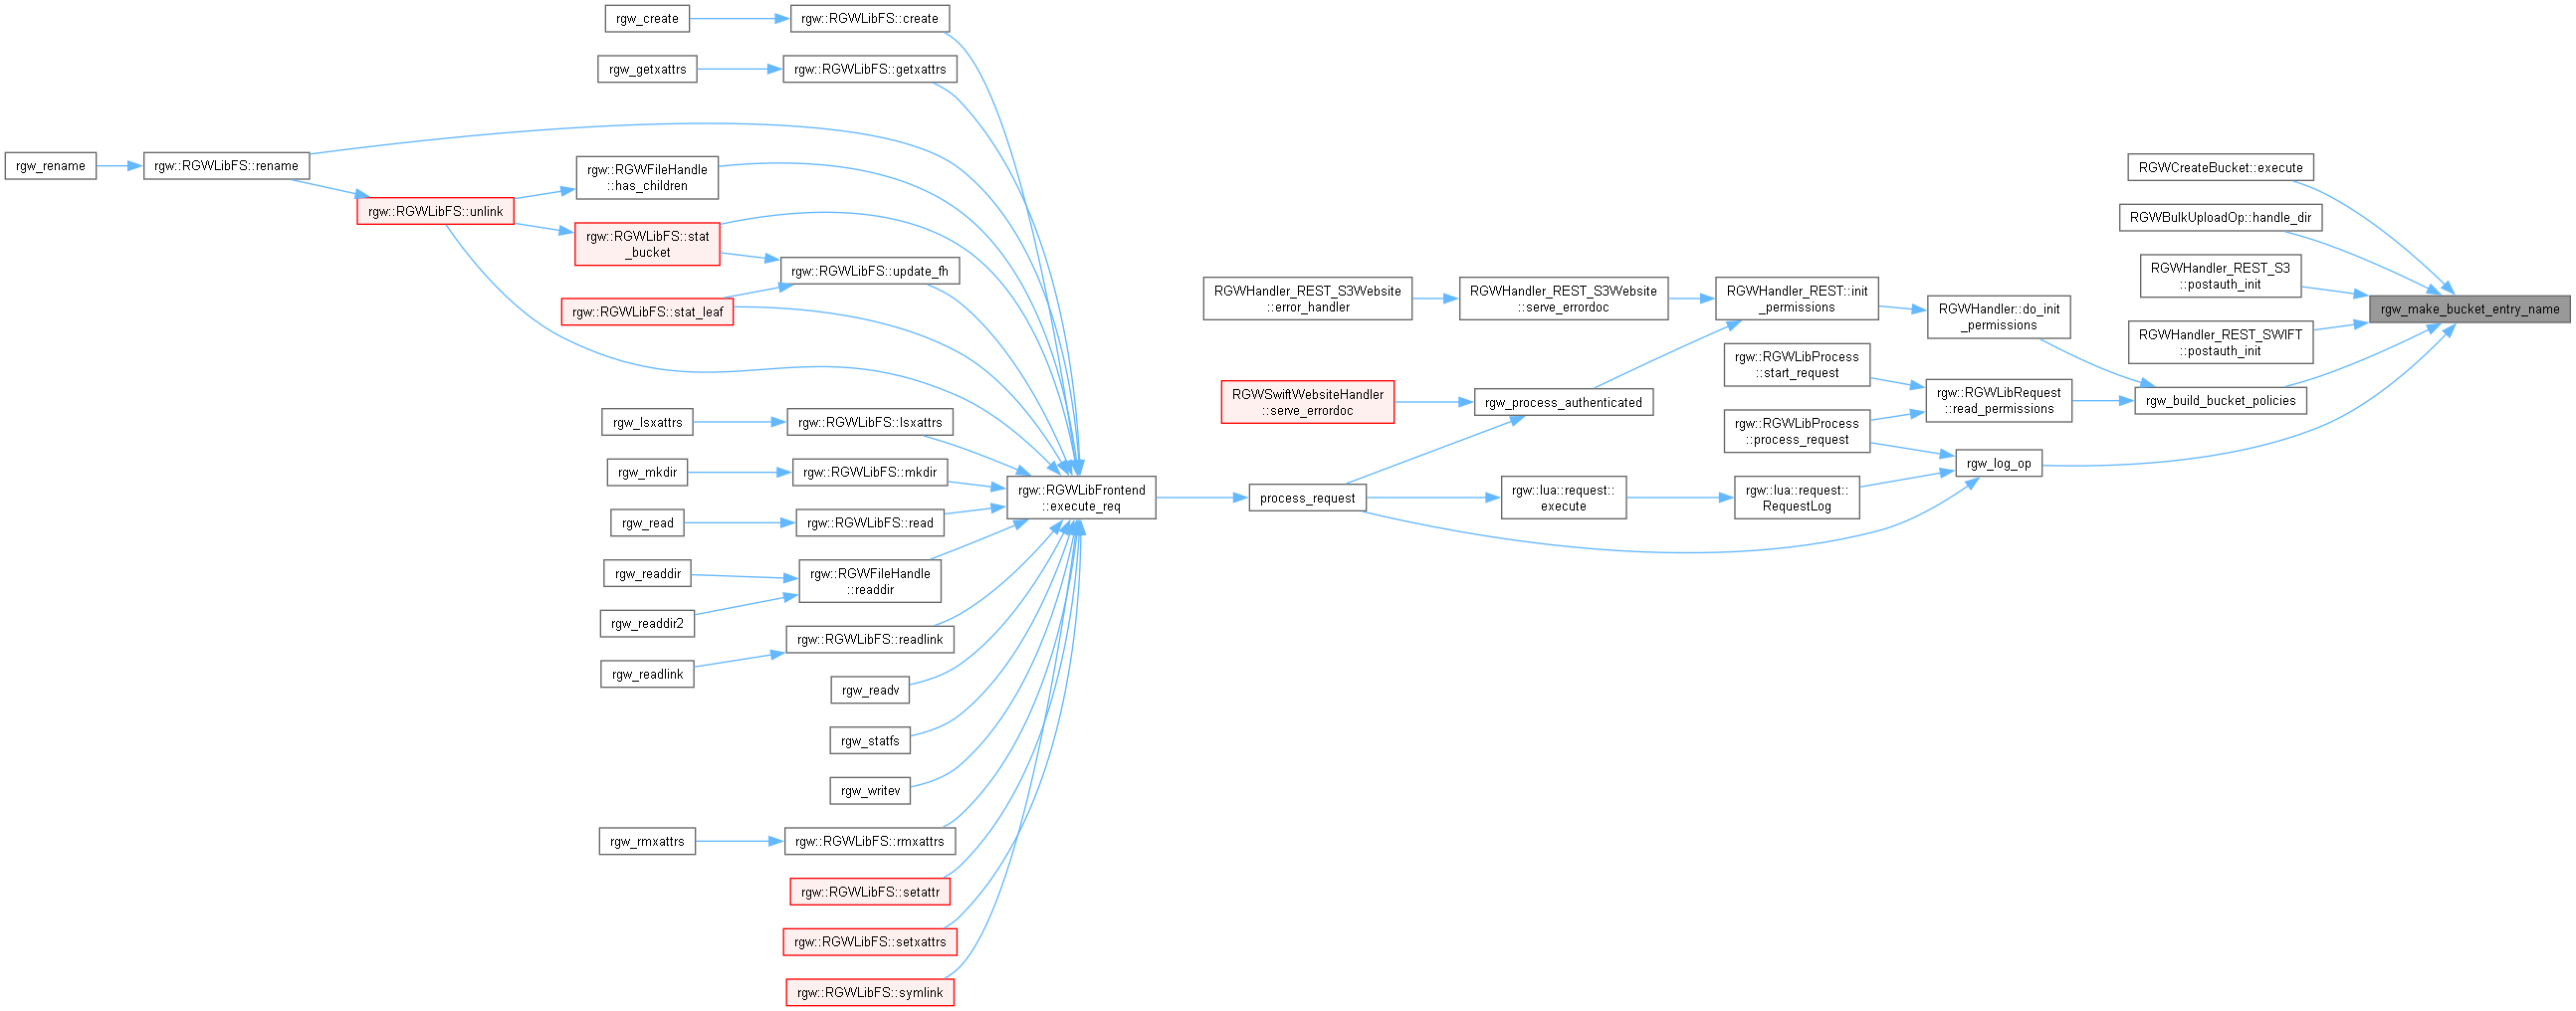 rgw_create
rgw::RGWLibFS::create
rgw_getxattrs
rgw::RGWLibFS::getxattrs
rgw_rename
rgw::RGWLibFS::rename
rgw::RGWFileHandle
::has_children
rgw::RGWLibFS::unlink
rgw::RGWLibFS::stat
_bucket
rgw::RGWLibFS::update_fh
rgw::RGWLibFS::stat_leaf
rgw_lsxattrs
rgw::RGWLibFS::lsxattrs
rgw_mkdir
rgw::RGWLibFS::mkdir
rgw_read
rgw::RGWLibFS::read
rgw_readdir
rgw::RGWFileHandle
::readdir
rgw_readdir2
rgw::RGWLibFS::readlink
rgw_readlink
rgw_readv
rgw_statfs
rgw_writev
rgw_rmxattrs
rgw::RGWLibFS::rmxattrs
rgw::RGWLibFS::setattr
rgw::RGWLibFS::setxattrs
rgw::RGWLibFS::symlink
rgw::RGWLibFrontend
::execute_req
RGWHandler_REST_S3Website
::error_handler
RGWHandler_REST_S3Website
::serve_errordoc
RGWHandler_REST::init
_permissions
RGWHandler::do_init
_permissions
RGWSwiftWebsiteHandler
::serve_errordoc
rgw_process_authenticated
rgw::RGWLibProcess
::start_request
rgw::RGWLibRequest
::read_permissions
rgw::RGWLibProcess
::process_request
rgw_log_op
process_request
rgw::lua::request::
execute
rgw::lua::request::
RequestLog
RGWCreateBucket::execute
RGWBulkUploadOp::handle_dir
RGWHandler_REST_S3
::postauth_init
RGWHandler_REST_SWIFT
::postauth_init
rgw_build_bucket_policies
rgw_make_bucket_entry_name